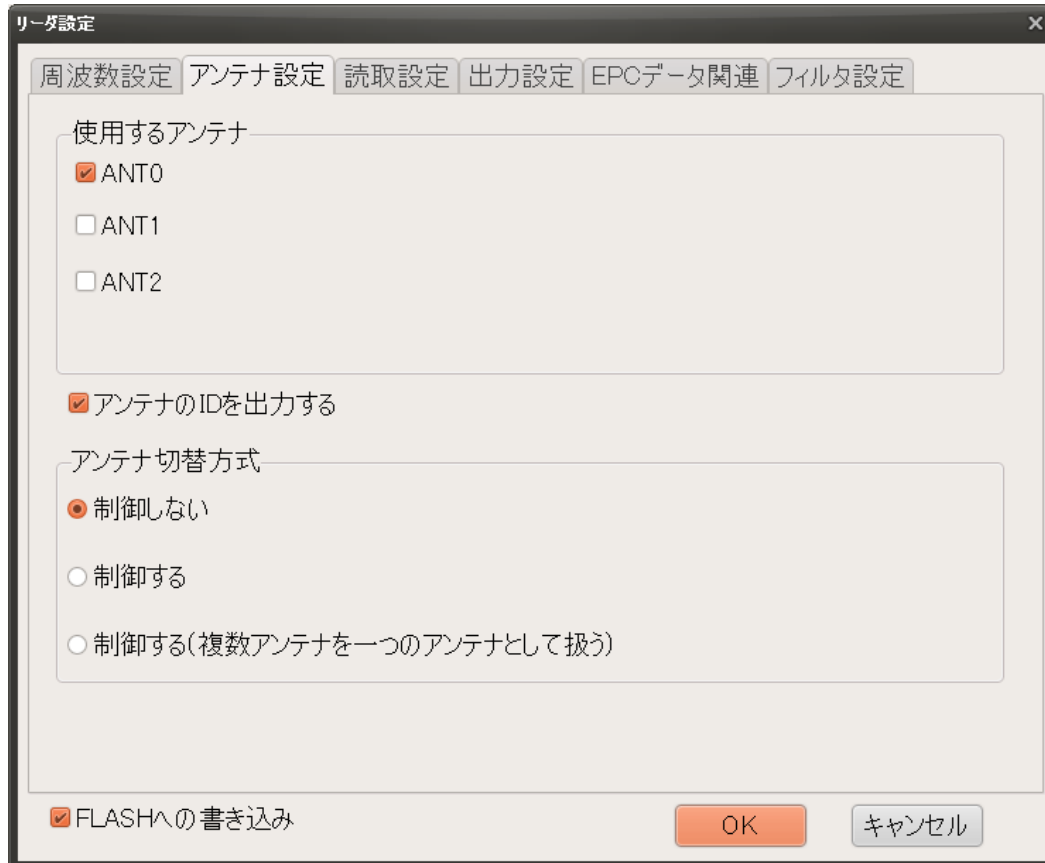 リーダ設定
周波数設定 アンテナ設定 読取設定 出力設定 EPCデータ関連 フィルタ設定
使用するアンテナ
ANT0
ANT1
ANT2
アンテナのIDを出力する
アンテナ切替方式
制御しない
制御する
制御する(複数アンテナを一つのアンテナとして扱う)
FLASHへの書き込み OK キャンセル